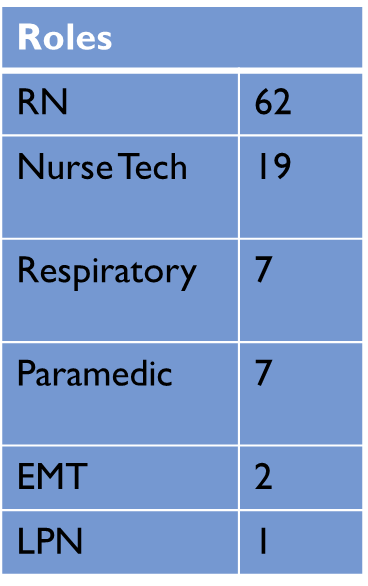 Roles
RN 62
Nurse Tech 19
Respiratory 7
Paramedic 7
EMT 2
LPN 1